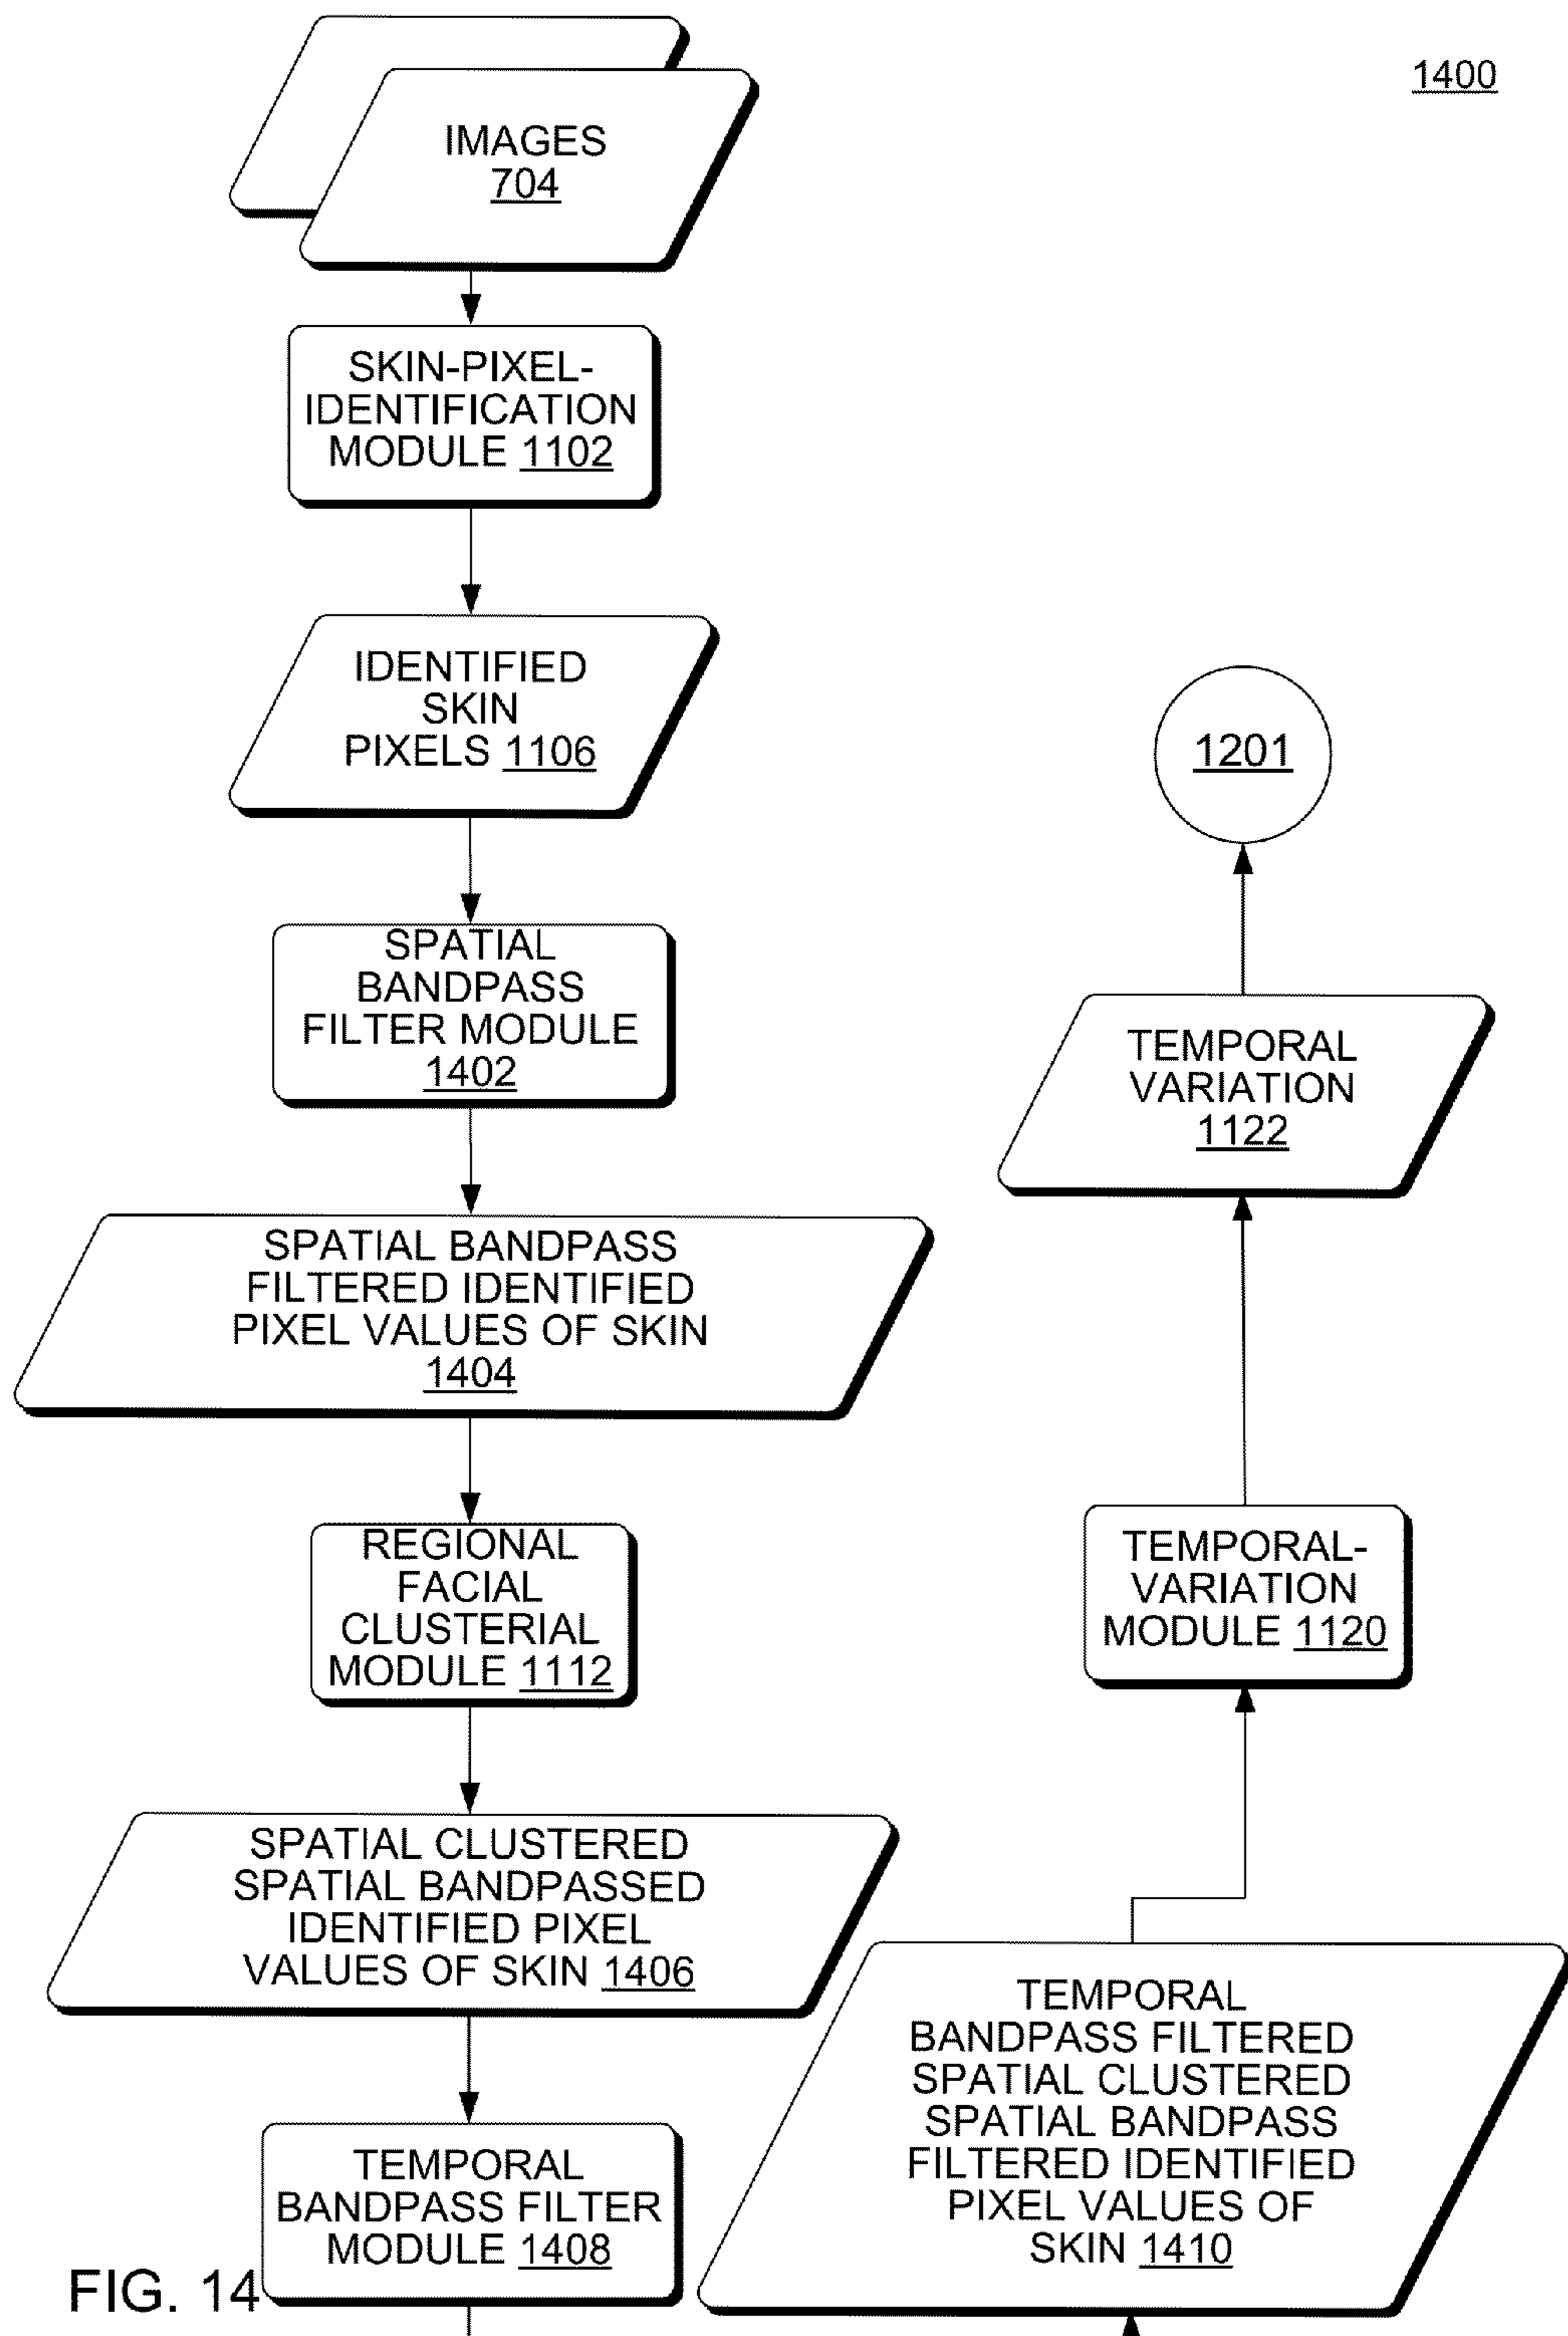 1400
IMAGES
704
SKIN-PIXEL-
IDENTIFICATION
MODULE 1102
IDENTIFIED
SKIN
PIXELS 1106
SPATIAL
BANDPASS
FILTER MODULE
1402
SPATIAL BANDPASS
FILTERED IDENTIFIED
PIXEL VALUES OF SKIN
1404
REGIONAL
FACIAL
CLUSTERIAL
MODULE 1112
SPATIAL CLUSTERED
SPATIAL BANDPASSED
IDENTIFIED PIXEL
VALUES OF SKIN 1406
TEMPORAL
BANDPASS FILTER
MODULE 1408
TEMPORAL
BANDPASS FILTERED
SPATIAL CLUSTERED
SPATIAL BANDPASS
FILTERED IDENTIFIED
PIXEL VALUES OF
SKIN 1410
TEMPORAL-
VARIATION
MODULE 1120
TEMPORAL
VARIATION
1122
1201
FIG. 14